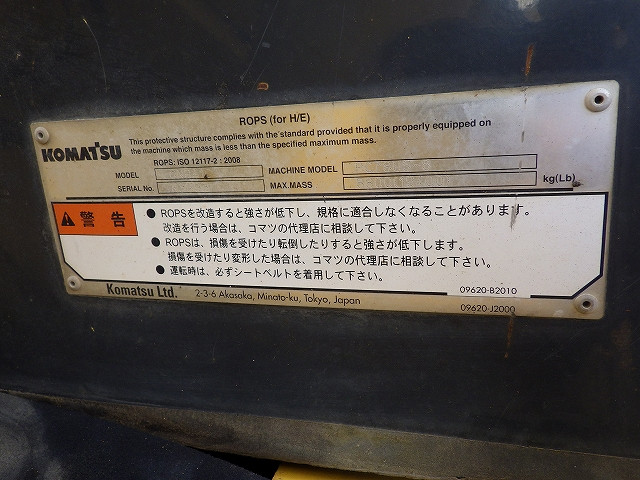 ROPS (for H/E)
KOMATSU
This protective structure complies with the standard provided that it is properly equipped on
the machine which mass is less than the specified maximum mass.
ROPS: ISO 12117-2 : 2008
MODEL
MACHINE MODEL
SERIAL No.
MAX.MASS
kg(Lb)
警告
● ROPSを改造すると強さが低下し、規格に適合しなくなることがあります。
改造を行う場合は、コマツの代理店に相談して下さい。
● ROPSは、損傷を受けたり転倒したりすると強さが低下します。
損傷を受けたり変形した場合は、コマツの代理店に相談して下さい。
● 運転時は、必ずシートベルトを着用して下さい。
09620-B2010
Komatsu Ltd. 2-3-6 Akasaka, Minato-ku, Tokyo, Japan
09620-J2000